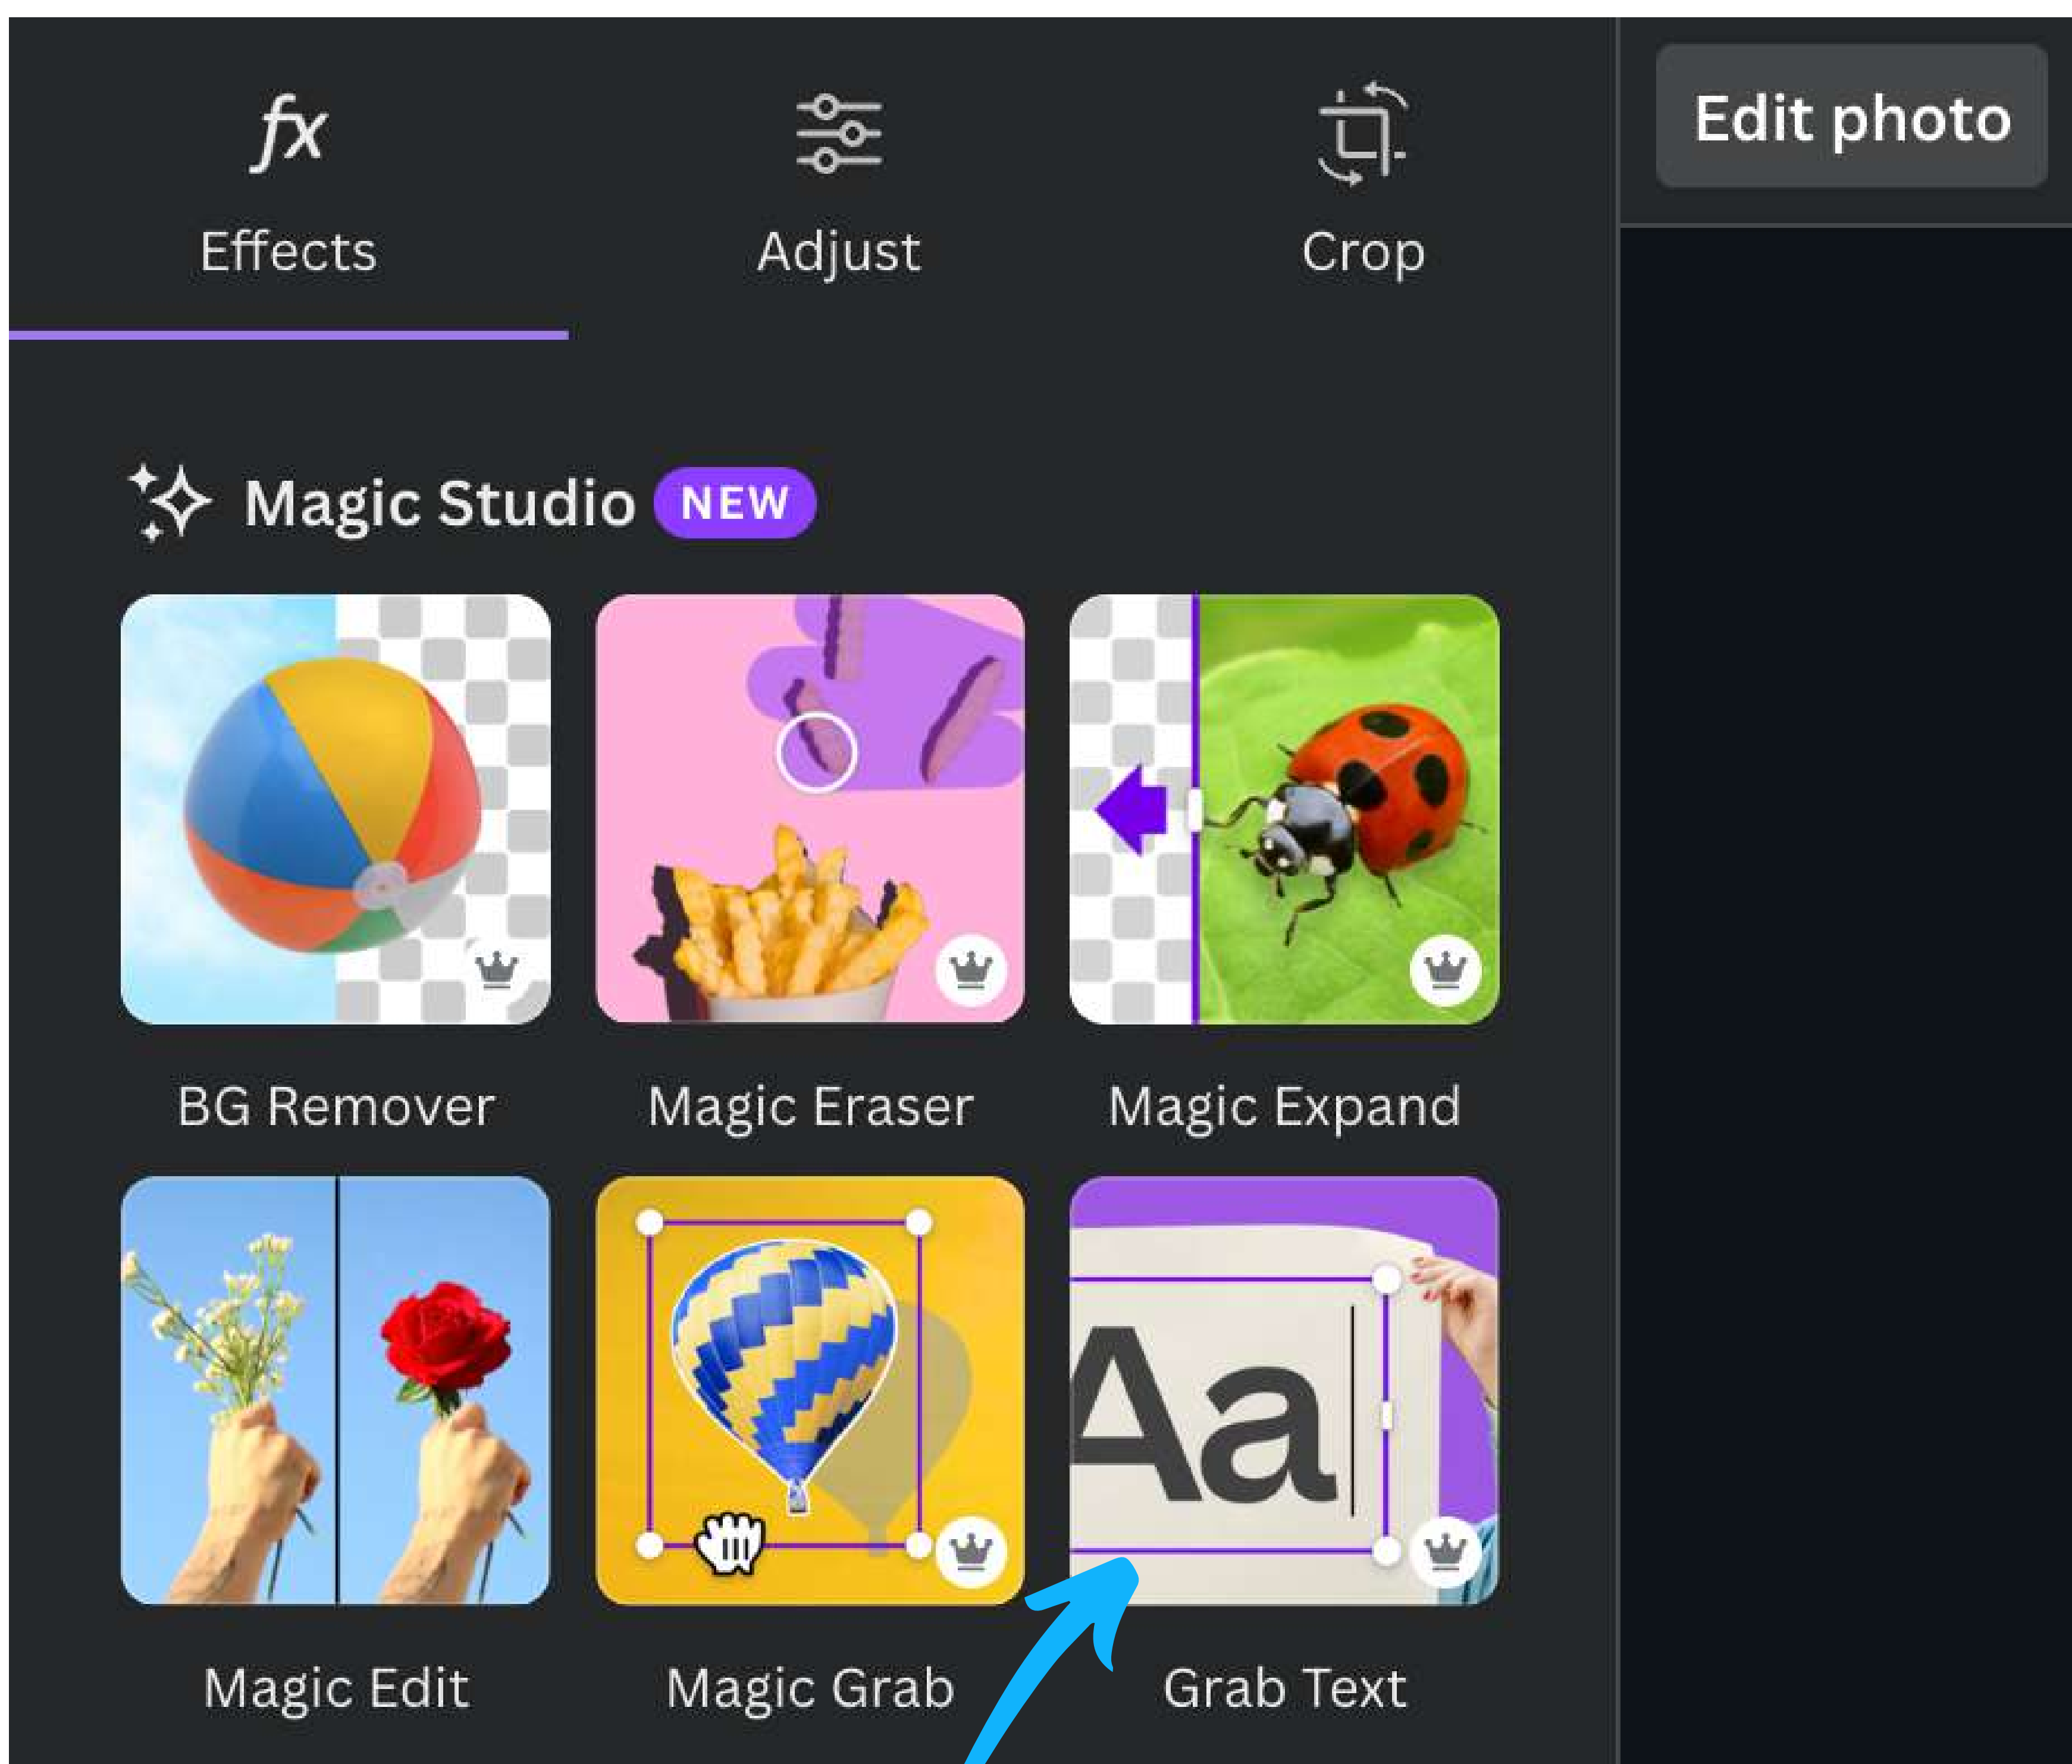 fx
Edit photo
Effects
Adjust
Crop
Magic Studio NEW
BG Remover
Magic Eraser
Magic Expand
Aa
Magic Edit
Magic Grab
Grab Text